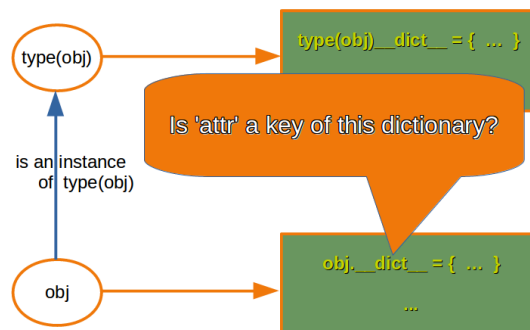 type(obj)
type(obj)__dict__ = { ... }
Is 'attr' a key of this dictionary?
is an instance
of type(obj)
obj
obj.__dict__ = { ... }
...